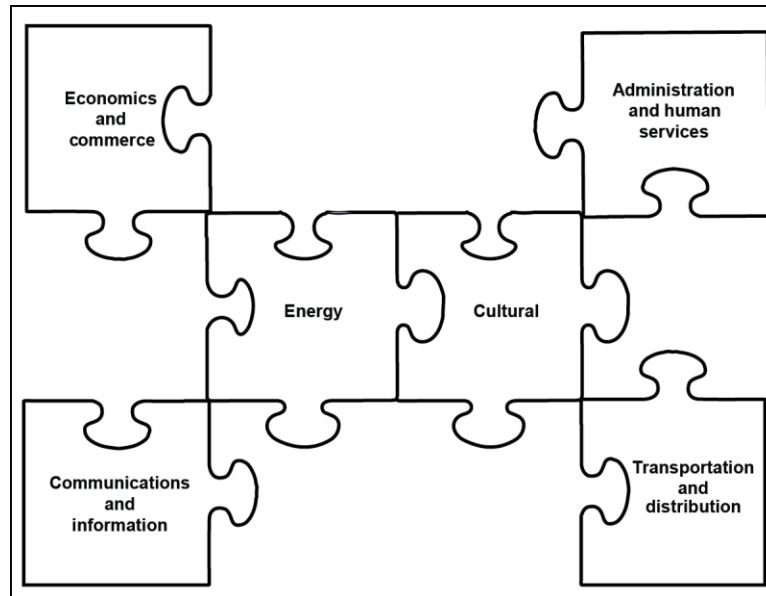 Economics
and
commerce
Administration
and human
services
Energy
Cultural
Communications
and
information
Transportation
and
distribution